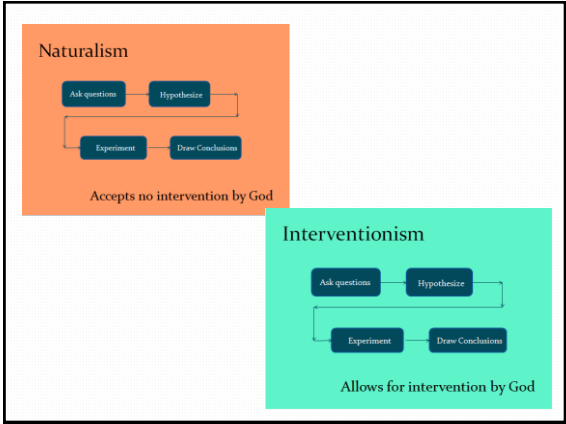 Naturalism
Ask questions
Hypothesize
Experiment
Draw Conclusions
Accepts no intervention by God
Interventionism
Ask questions
Hypothesize
Experiment
Draw Conclusions
Allows for intervention by God